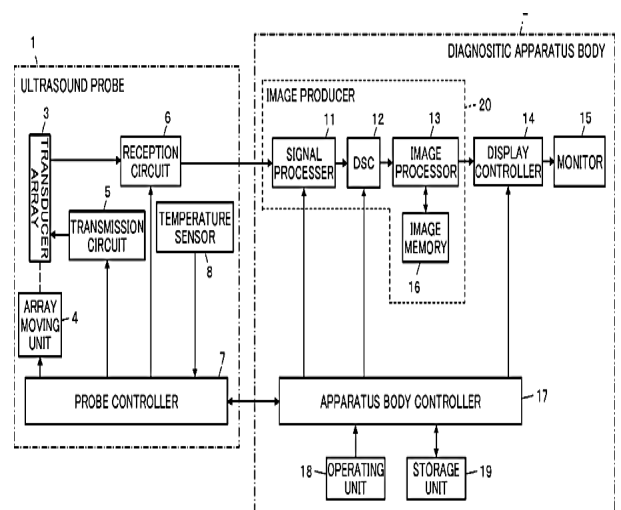 1
ULTRASOUND PROBE
3
TRANSDUCER
ARRAY
6
RECEPTION
CIRCUIT
5
TRANSMISSION
CIRCUIT
TEMPERATURE
SENSOR
8
ARRAY
MOVING
UNIT
4
7
PROBE CONTROLLER
DIAGNOSITIC APPARATUS BODY
IMAGE PRODUCER
20
11
SIGNAL
PROCESSER
12
DSC
13
IMAGE
PROCESSOR
14
DISPLAY
CONTROLLER
15
MONITOR
IMAGE
MEMORY
16
APPARATUS BODY CONTROLLER
17
18
OPERATING
UNIT
STORAGE
UNIT
19